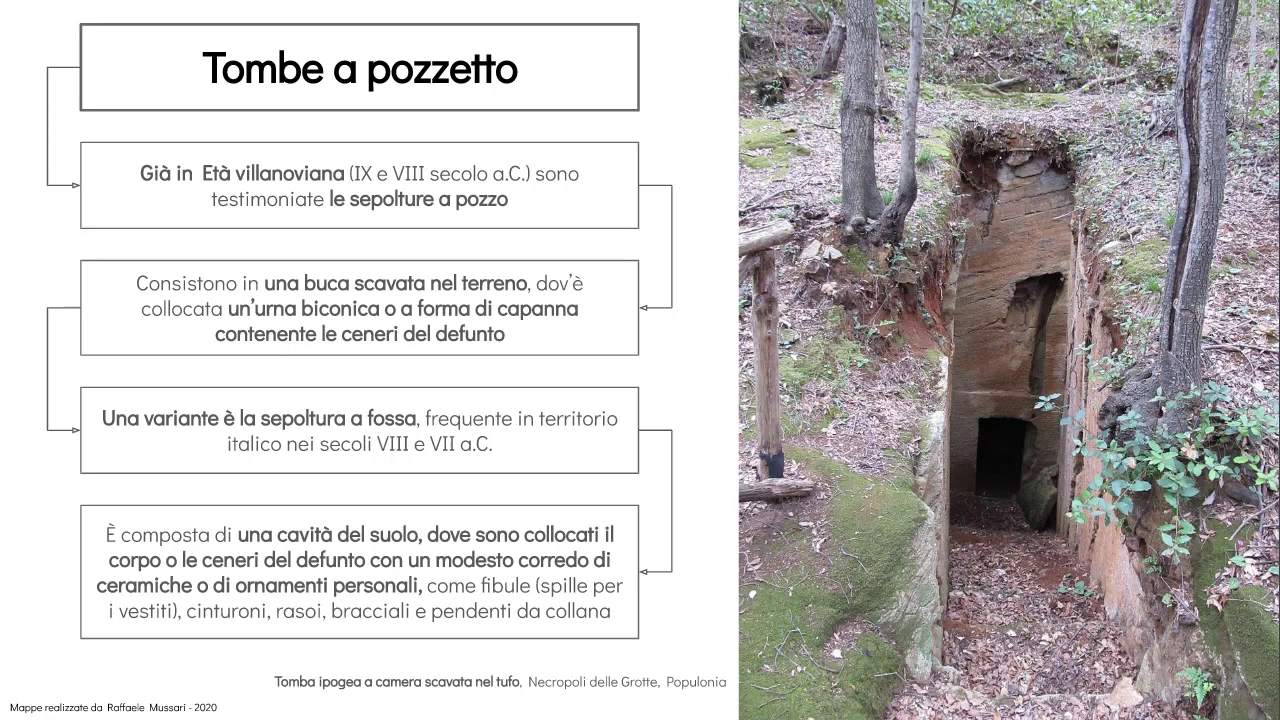 Tombe a pozzetto
Già in Età villanoviana (IX e VIII secolo a.C.) sono
testimoniate le sepolture a pozzo
Consistono in una buca scavata nel terreno, dov'è
collocata un'urna biconica o a forma di capanna
contenente le ceneri del defunto
Una variante è la sepoltura a fossa, frequente in territorio
italico nei secoli VIII e VII a.C.
È composta di una cavità del suolo, dove sono collocati il
corpo o le ceneri del defunto con un modesto corredo di
ceramiche o di ornamenti personali, come fibule (spille per
i vestiti), cinturoni, rasoi, bracciali e pendenti da collana
Tomba ipogea a camera scavata nel tufo, Necropoli delle Grotte, Populonia
Mappe realizzate da Raffaele Mussari - 2020